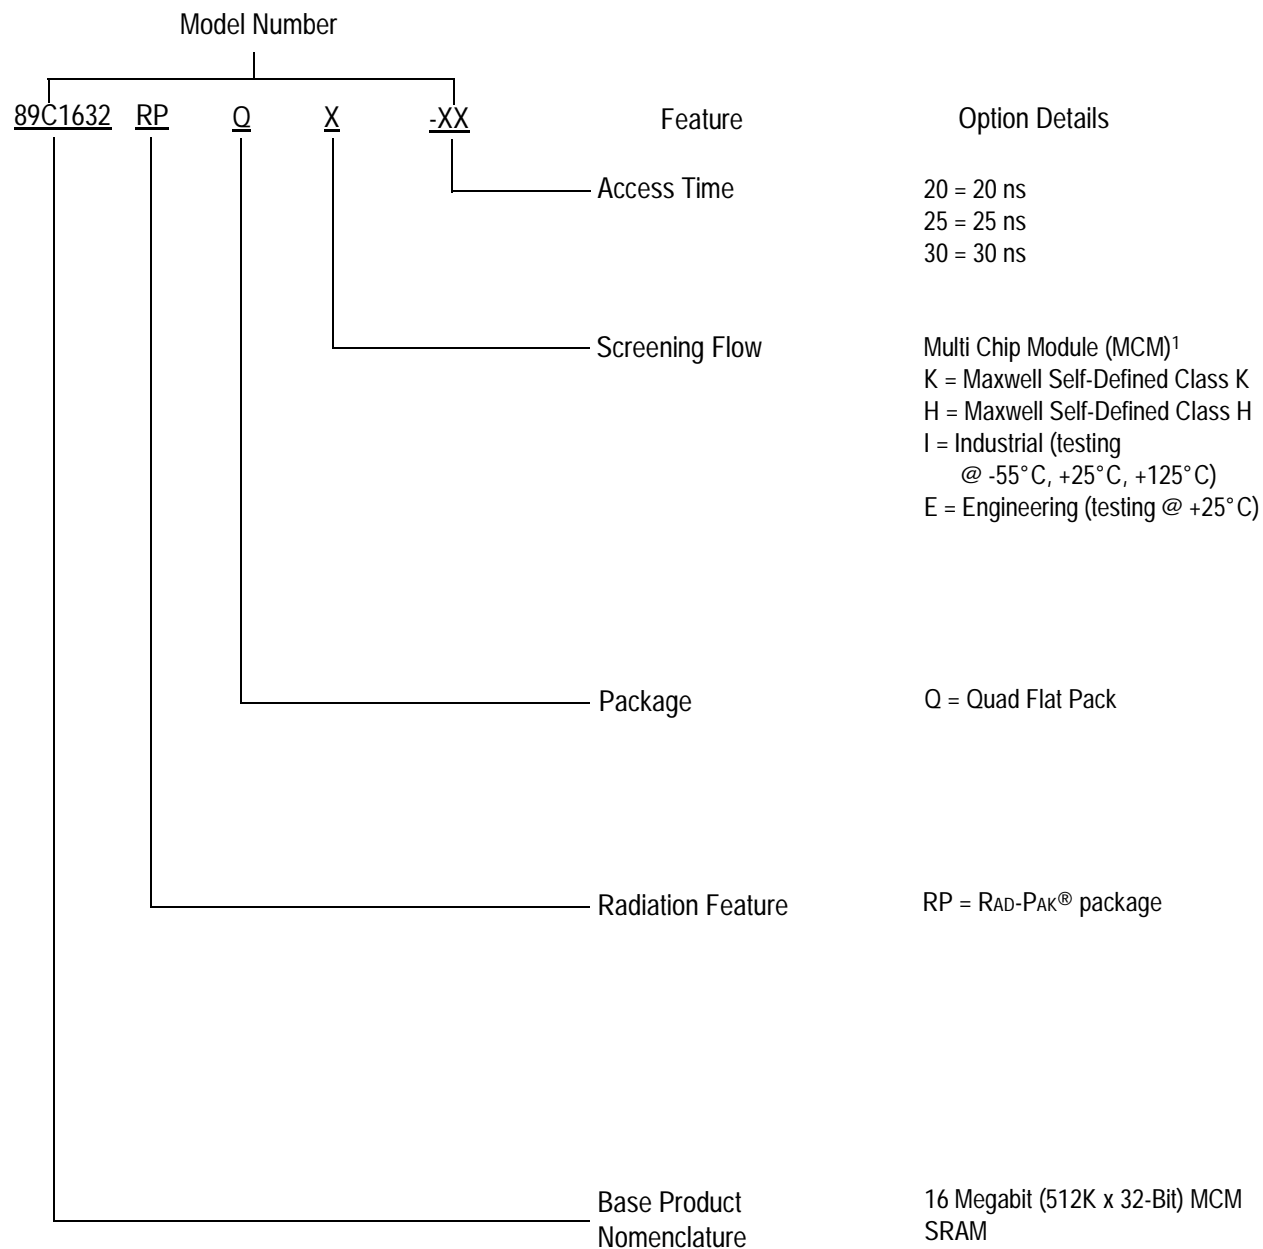 Model Number
89C1632 RP Q X -XX Feature Option Details
Access Time 20 = 20 ns
25 = 25 ns
30 = 30 ns
Screening Flow Multi Chip Module (MCM)1
K = Maxwell Self-Defined Class K
H = Maxwell Self-Defined Class H
I = Industrial (testing
@ -55°C, +25°C, +125°C)
E = Engineering (testing @ +25°C)
Package Q = Quad Flat Pack
Radiation Feature RP = RAD-PAK® package
Base Product 16 Megabit (512K x 32-Bit) MCM
Nomenclature SRAM